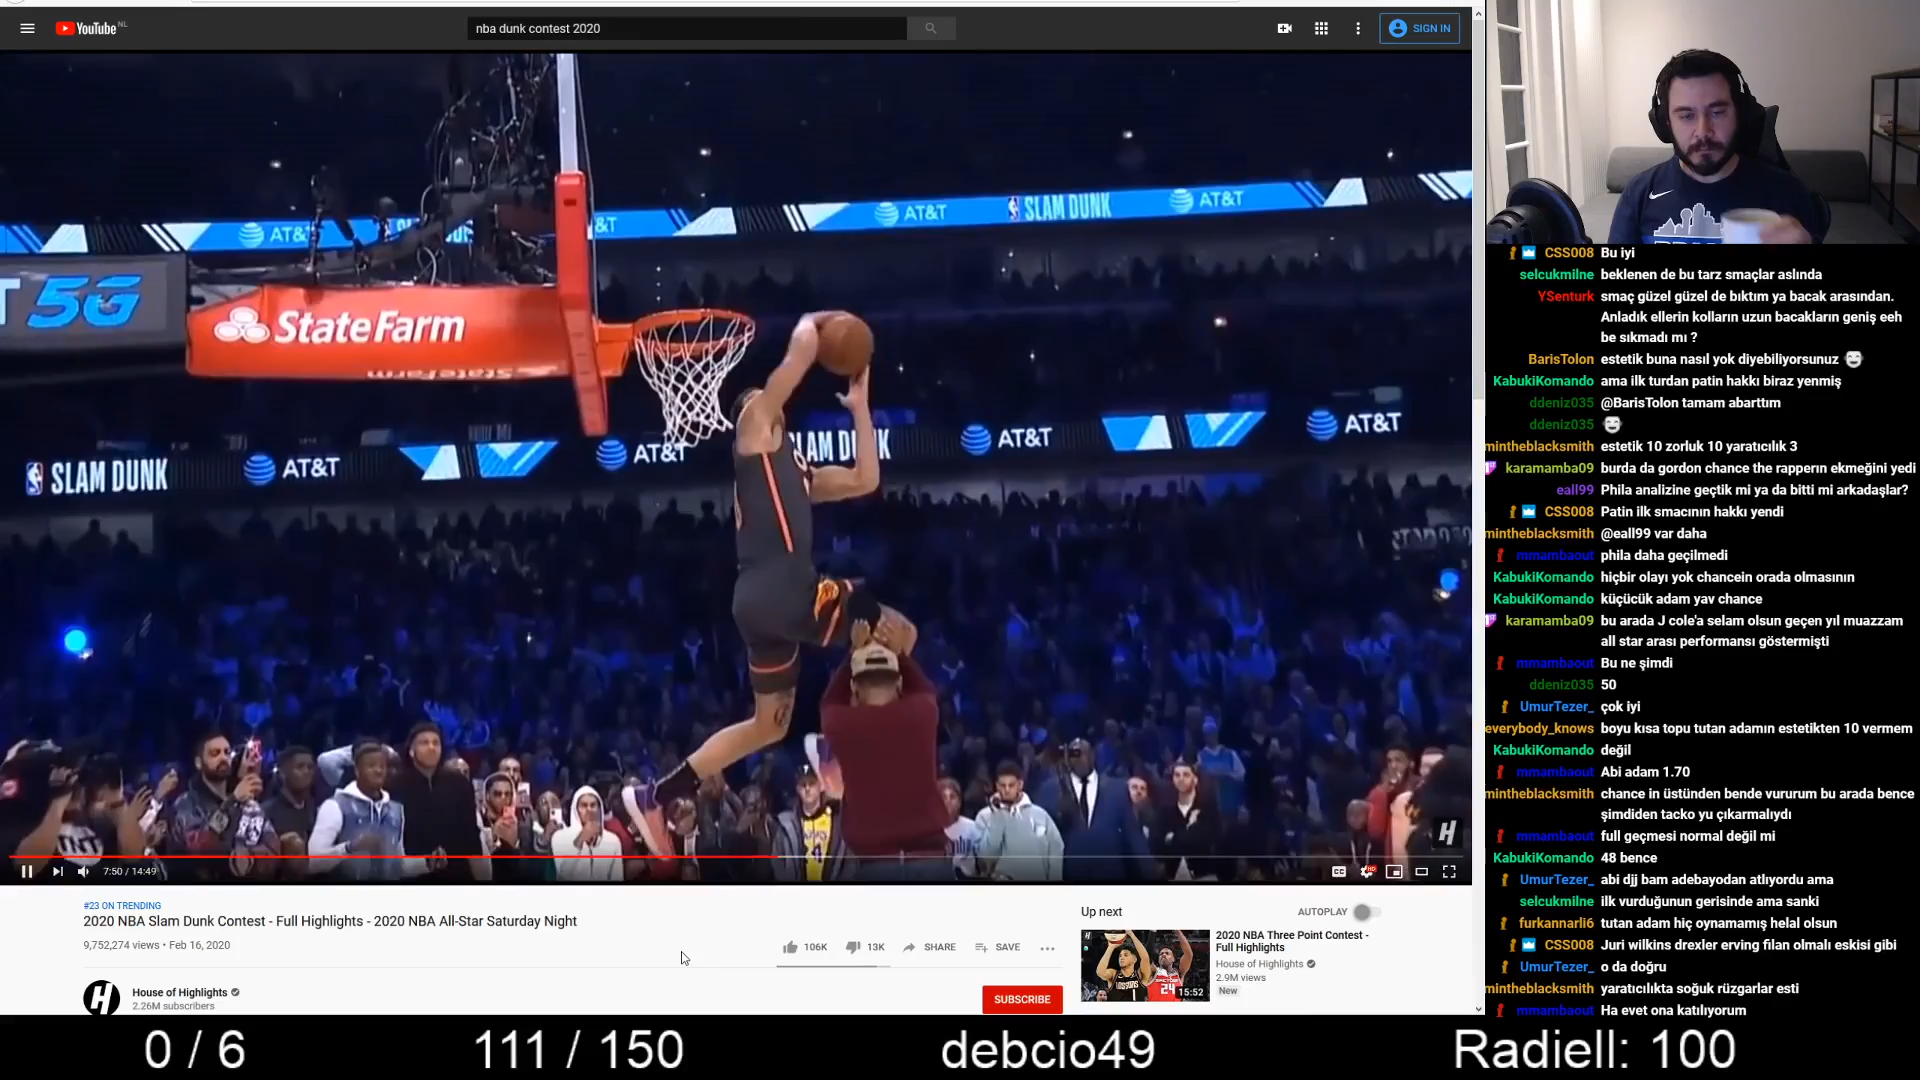 YouTube NL
nba dunk contest 2020
SIGN IN
AT&T
SLAM DUNK
AT&T
AT&T
T 5G
StateFarm
StateFarm
SLAM DUNK
AT&T
AT&T
SLAM DUNK
AT&T
AT&T
7:50 / 14:49
#23 ON TRENDING
2020 NBA Slam Dunk Contest - Full Highlights - 2020 NBA All-Star Saturday Night
9,752,274 views • Feb 16, 2020
106K
13K
SHARE
SAVE
House of Highlights
2.26M subscribers
SUBSCRIBE
Up next
AUTOPLAY
2020 NBA Three Point Contest -
Full Highlights
House of Highlights
2.9M views
New
15:52
CSS008 Bu iyi
selcukmilne beklenen de bu tarz smaçlar aslında
YSenturk smaç güzel güzel de bıktım ya bacak arasından.
Anladık ellerin kolların uzun bacakların geniş eeh
be sıkmadı mı ?
BarisTolon estetik buna nasıl yok diyebiliyorsunuz
KabukiKomando ama ilk turdan patin hakkı biraz yenmiş
ddeniz035 @BarisTolon tamam abarttım
ddeniz035
mintheblacksmith estetik 10 zorluk 10 yaratıcılık 3
karamamba09 burda da gordon chance the rapperın ekmeğini yedi
eall99 Phila analizine geçtik mi ya da bitti mi arkadaşlar?
CSS008 Patin ilk smacının hakkı yendi
mintheblacksmith @eall99 var daha
mmambaout phila daha geçilmedi
KabukiKomando hiçbir olayı yok chancein orada olmasının
KabukiKomando küçücük adam yav chance
karamamba09 bu arada J cole'a selam olsun geçen yıl muazzam
all star arası performansı göstermişti
mmambaout Bu ne şimdi
ddeniz035 50
UmurTezer_ çok iyi
everybody_knows boyu kısa topu tutan adamın estetikten 10 vermem
KabukiKomando değil
mmambaout Abi adam 1.70
mintheblacksmith chance in üstünden bende vururum bu arada bence
şimdiden tacko yu çıkarmalıydı
mmambaout full geçmesi normal değil mi
KabukiKomando 48 bence
UmurTezer_ abi djj bam adebayodan atlıyordu ama
selcukmilne ilk vurduğunun gerisinde ama sanki
furkannarli6 tutan adam hiç oynamamış helal olsun
CSS008 Juri wilkins drexler erving filan olmalı eskisi gibi
UmurTezer_ o da doğru
mintheblacksmith yaratıcılıkta soğuk rüzgarlar esti
mmambaout Ha evet ona katılıyorum
0 / 6
111 / 150
debcio49
Radiell: 100